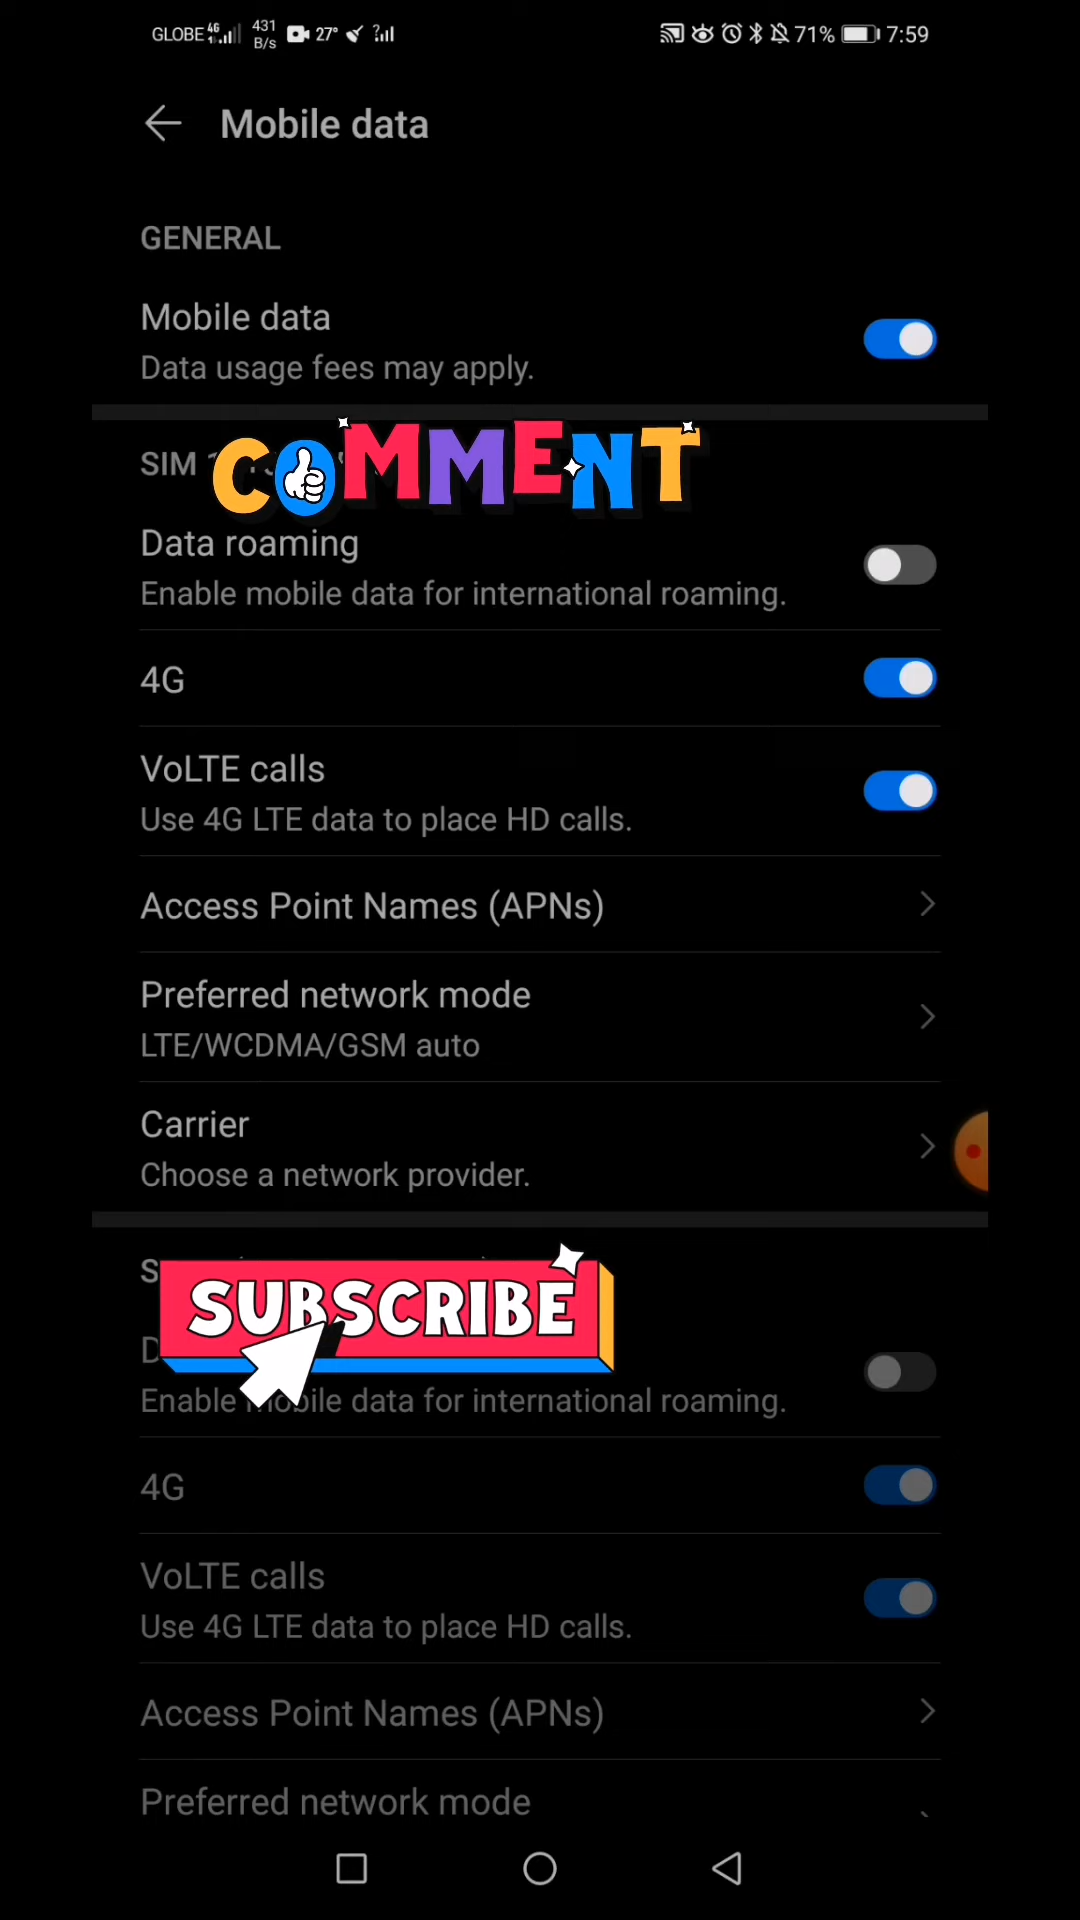 GLOBE 4G 431 B/s 27° ? 71% 7:59
Mobile data
GENERAL
Mobile data
Data usage fees may apply.
SIM
COMMENT
Data roaming
Enable mobile data for international roaming.
4G
VoLTE calls
Use 4G LTE data to place HD calls.
Access Point Names (APNs)
Preferred network mode
LTE/WCDMA/GSM auto
Carrier
Choose a network provider.
SUBSCRIBE
Enable mobile data for international roaming.
4G
VoLTE calls
Use 4G LTE data to place HD calls.
Access Point Names (APNs)
Preferred network mode